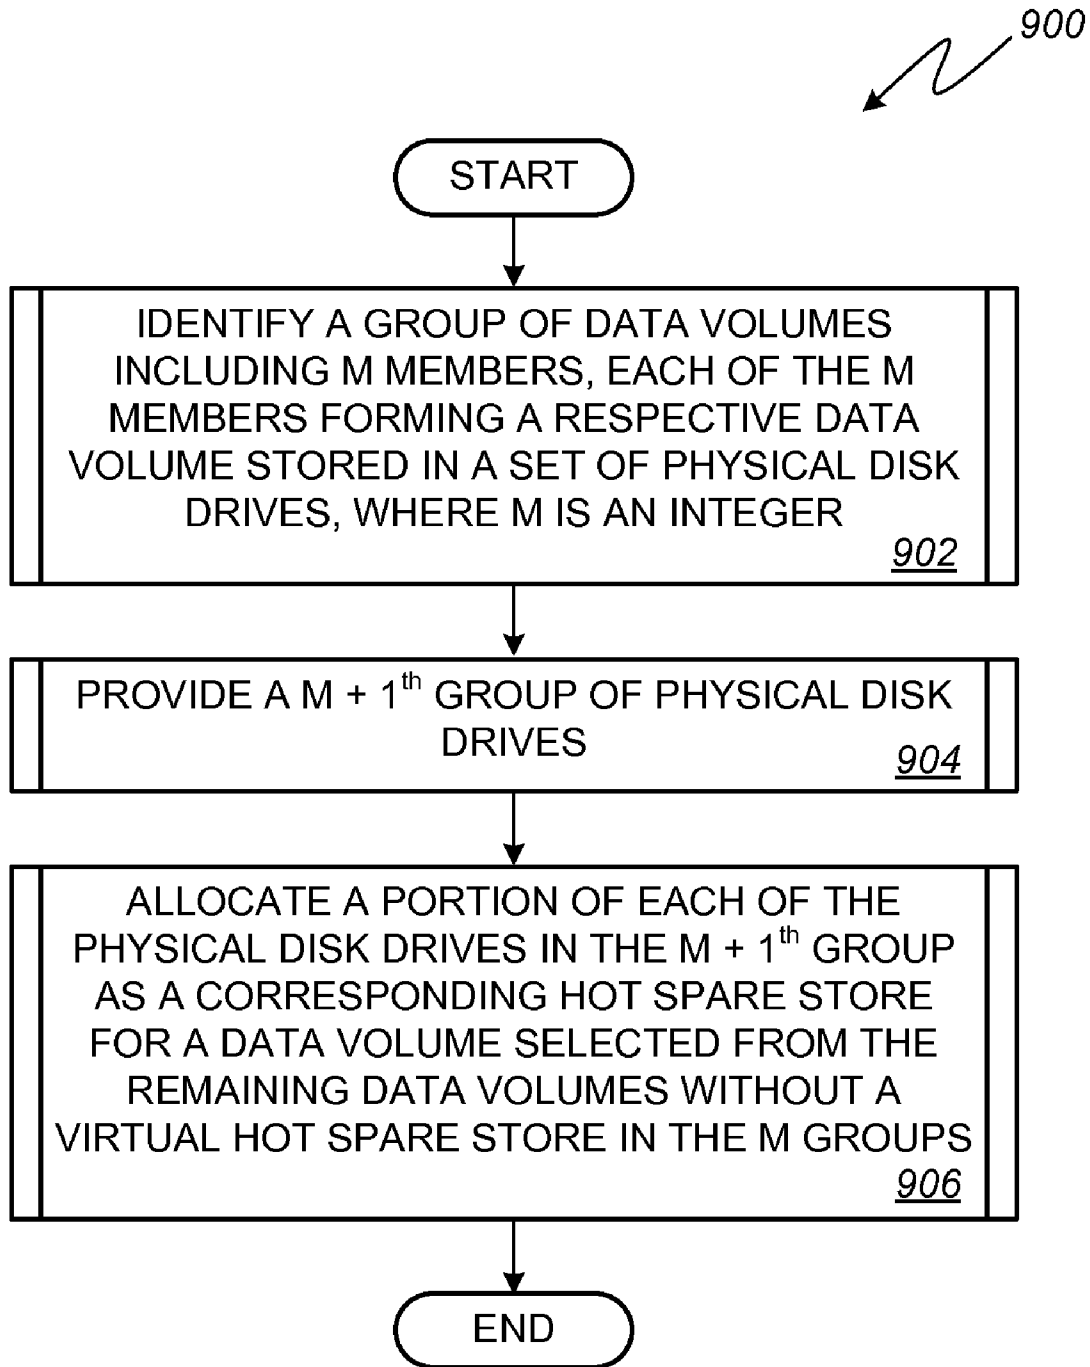 900
START
IDENTIFY A GROUP OF DATA VOLUMES
INCLUDING M MEMBERS, EACH OF THE M
MEMBERS FORMING A RESPECTIVE DATA
VOLUME STORED IN A SET OF PHYSICAL DISK
DRIVES, WHERE M IS AN INTEGER
902
PROVIDE A M + 1th GROUP OF PHYSICAL DISK
DRIVES
904
ALLOCATE A PORTION OF EACH OF THE
PHYSICAL DISK DRIVES IN THE M + 1th GROUP
AS A CORRESPONDING HOT SPARE STORE
FOR A DATA VOLUME SELECTED FROM THE
REMAINING DATA VOLUMES WITHOUT A
VIRTUAL HOT SPARE STORE IN THE M GROUPS
906
END